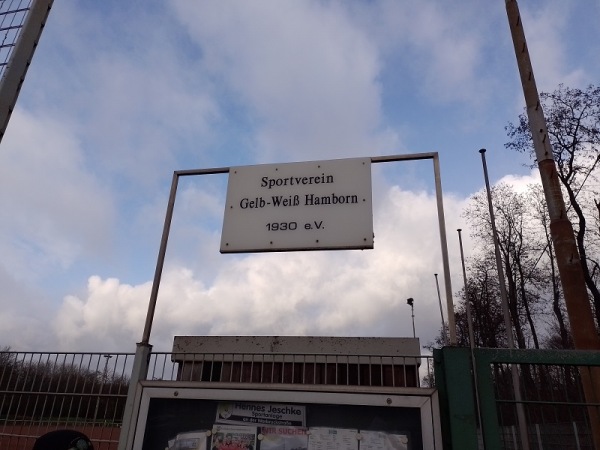 Sportverein
Gelb-Weiß Hamborn
1930 e.V.
Hennes Jeschke